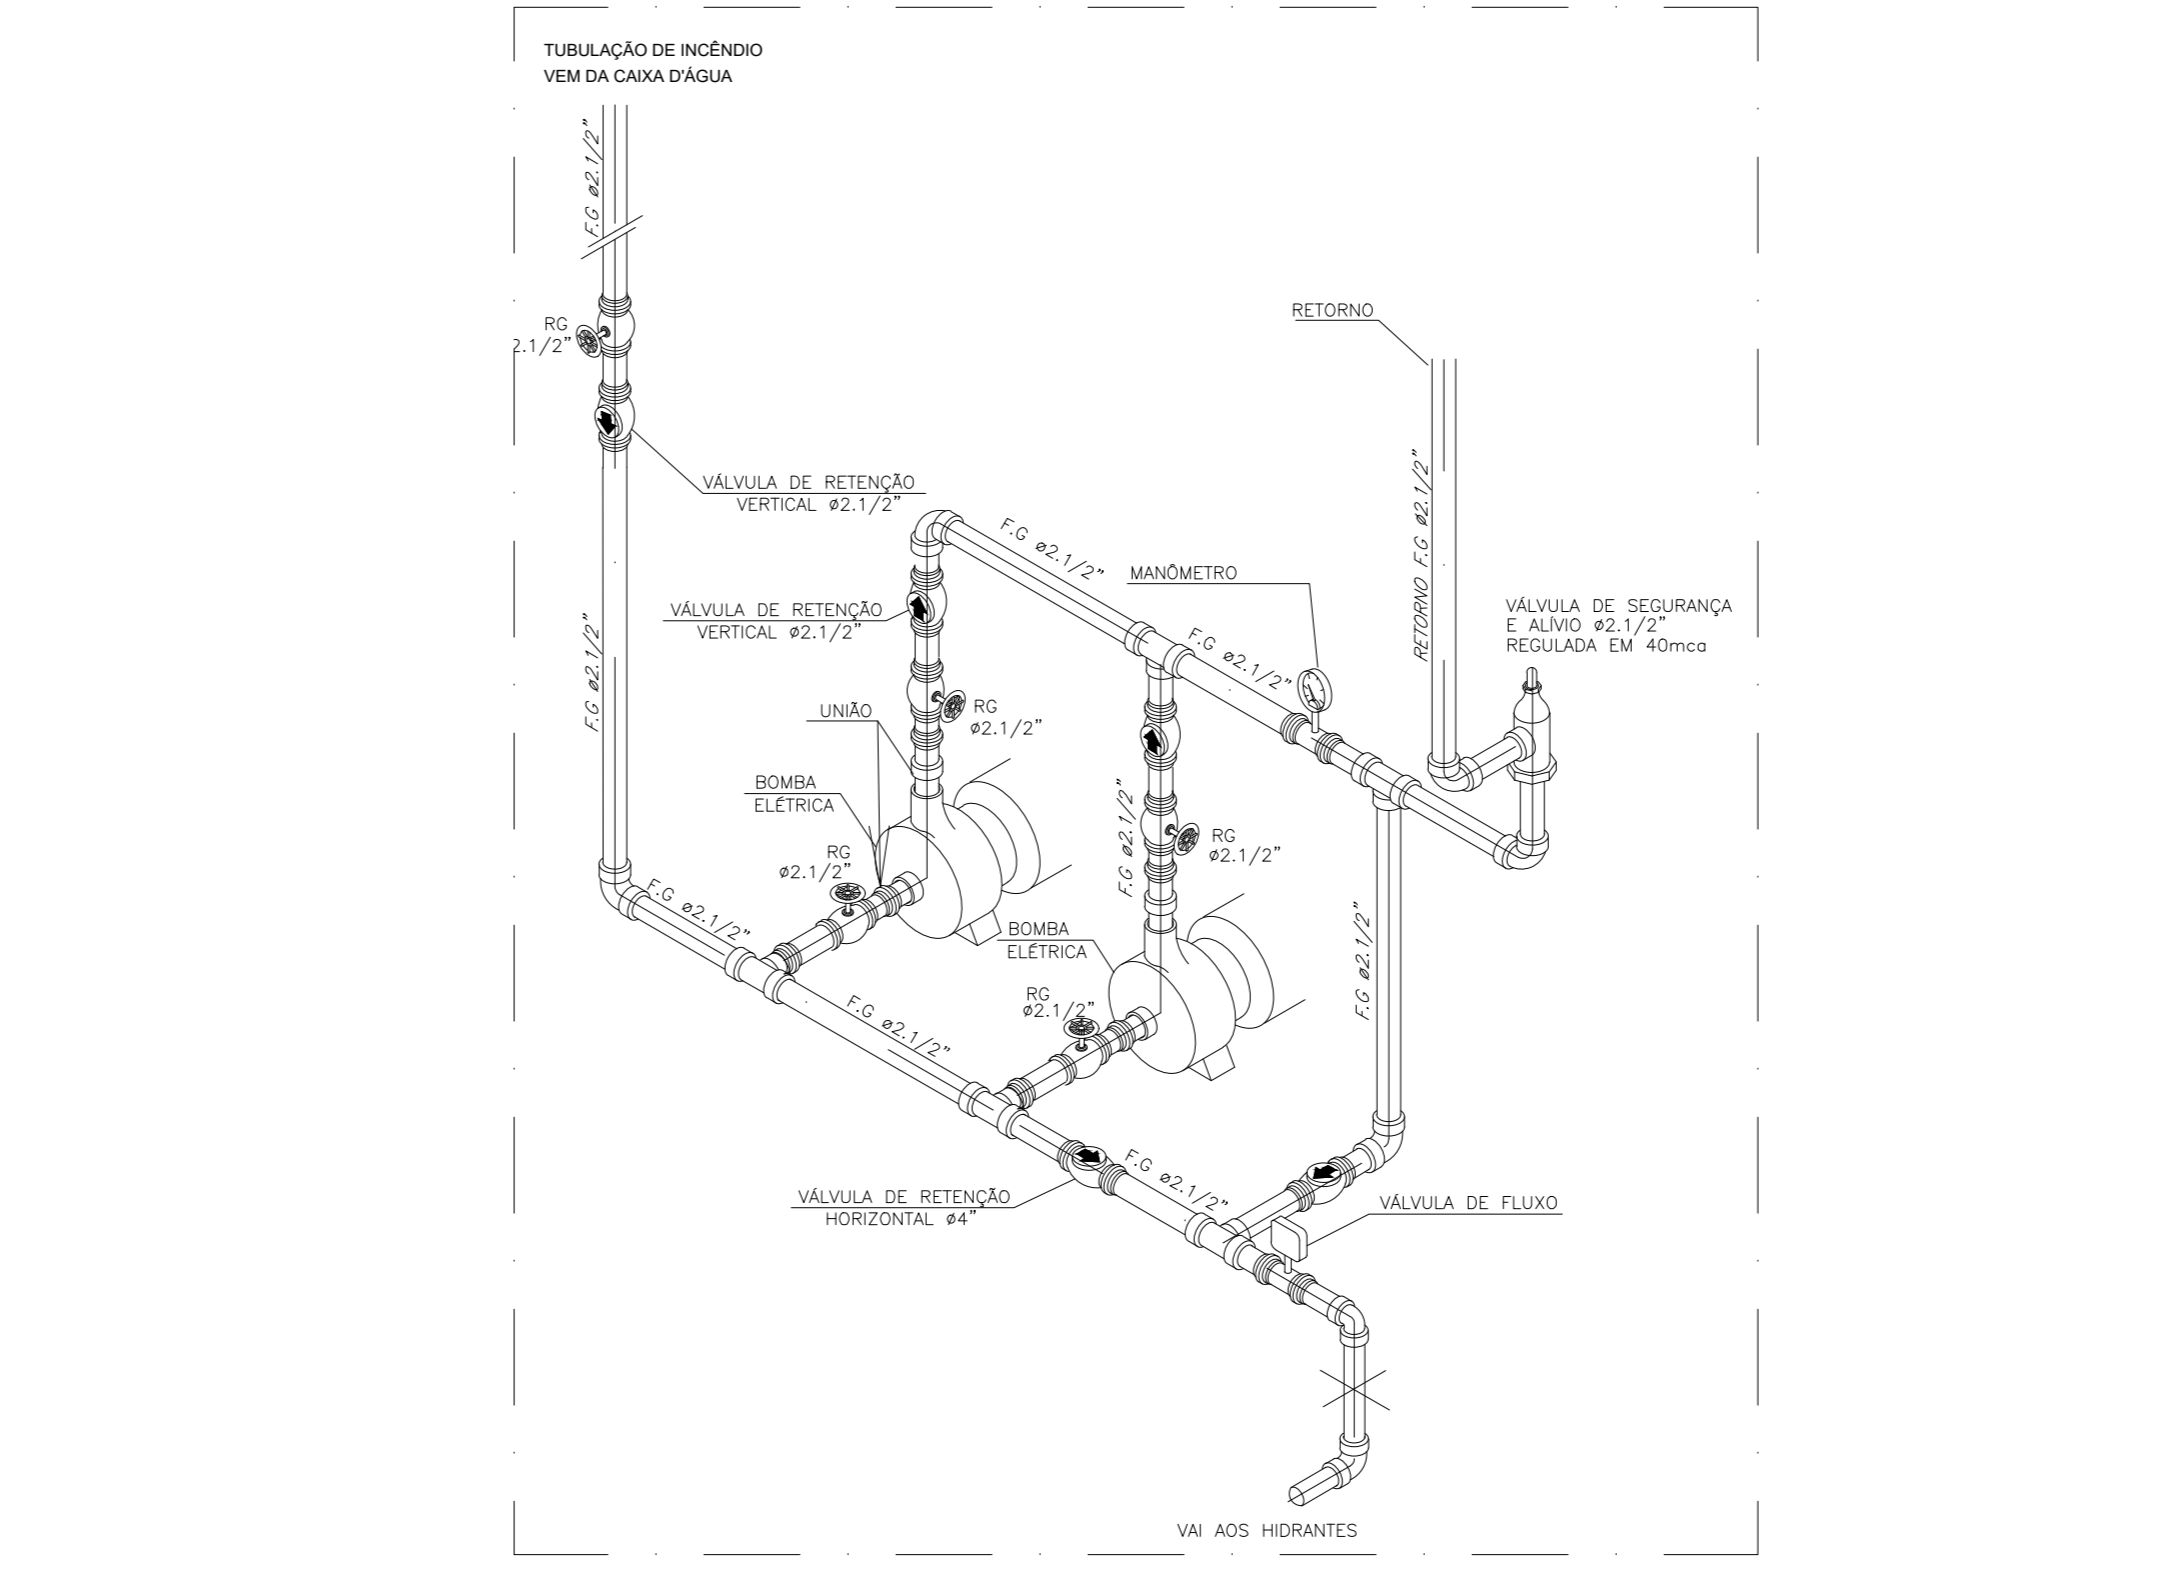 TUBULAÇÃO DE INCÊNDIO
VEM DA CAIXA D'ÁGUA
F.G ø2.1/2"
RG
2.1/2"
RETORNO
VÁLVULA DE RETENÇÃO
VERTICAL ø2.1/2"
F.G ø2.1/2"
MANÔMETRO
RETORNO F.G ø2.1/2"
VÁLVULA DE SEGURANÇA
E ALÍVIO ø2.1/2"
REGULADA EM 40mca
VÁLVULA DE RETENÇÃO
VERTICAL ø2.1/2"
F.G ø2.1/2"
F.G ø2.1/2"
RG
ø2.1/2"
UNIÃO
BOMBA
ELÉTRICA
RG
ø2.1/2"
F.G ø2.1/2"
RG
ø2.1/2"
F.G ø2.1/2"
BOMBA
ELÉTRICA
F.G ø2.1/2"
RG
ø2.1/2"
F.G ø2.1/2"
F.G ø2.1/2"
VÁLVULA DE RETENÇÃO
HORIZONTAL ø4"
VÁLVULA DE FLUXO
VAI AOS HIDRANTES